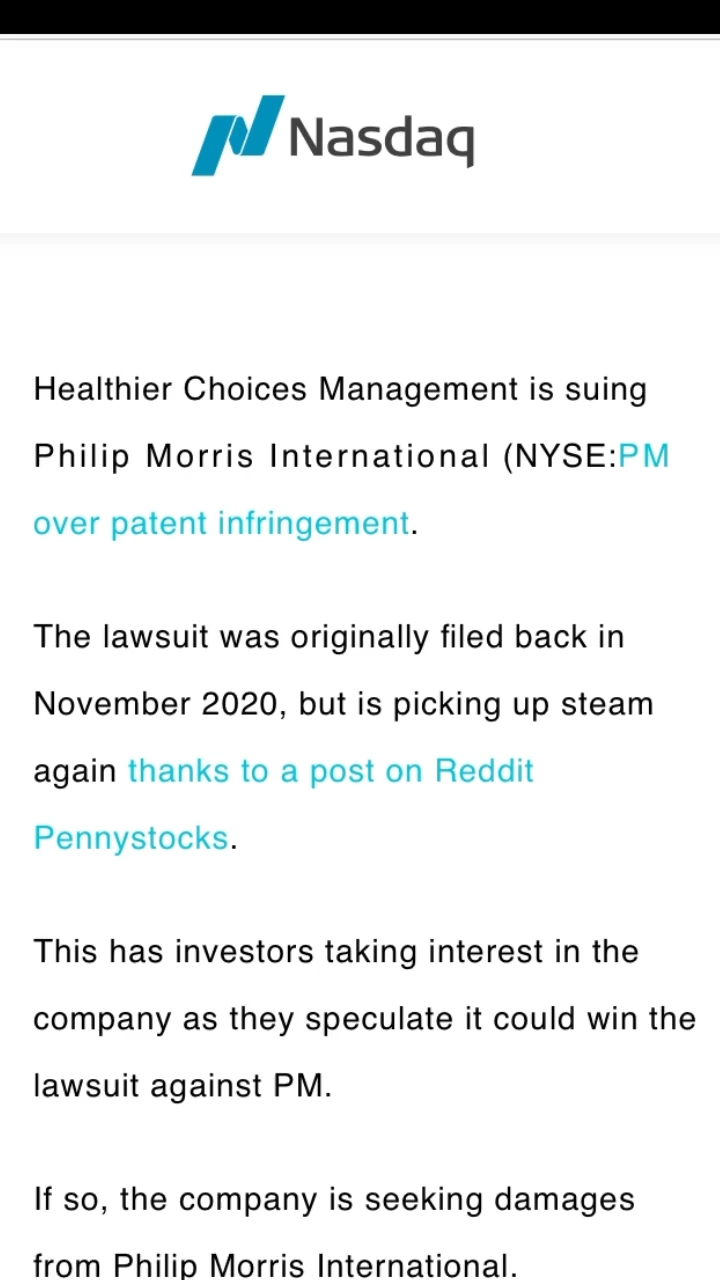 Nasdaq
Healthier Choices Management is suing
Philip Morris International (NYSE:PM
over patent infringement.
The lawsuit was originally filed back in
November 2020, but is picking up steam
again thanks to a post on Reddit
Pennystocks.
This has investors taking interest in the
company as they speculate it could win the
lawsuit against PM.
If so, the company is seeking damages
from Philip Morris International.